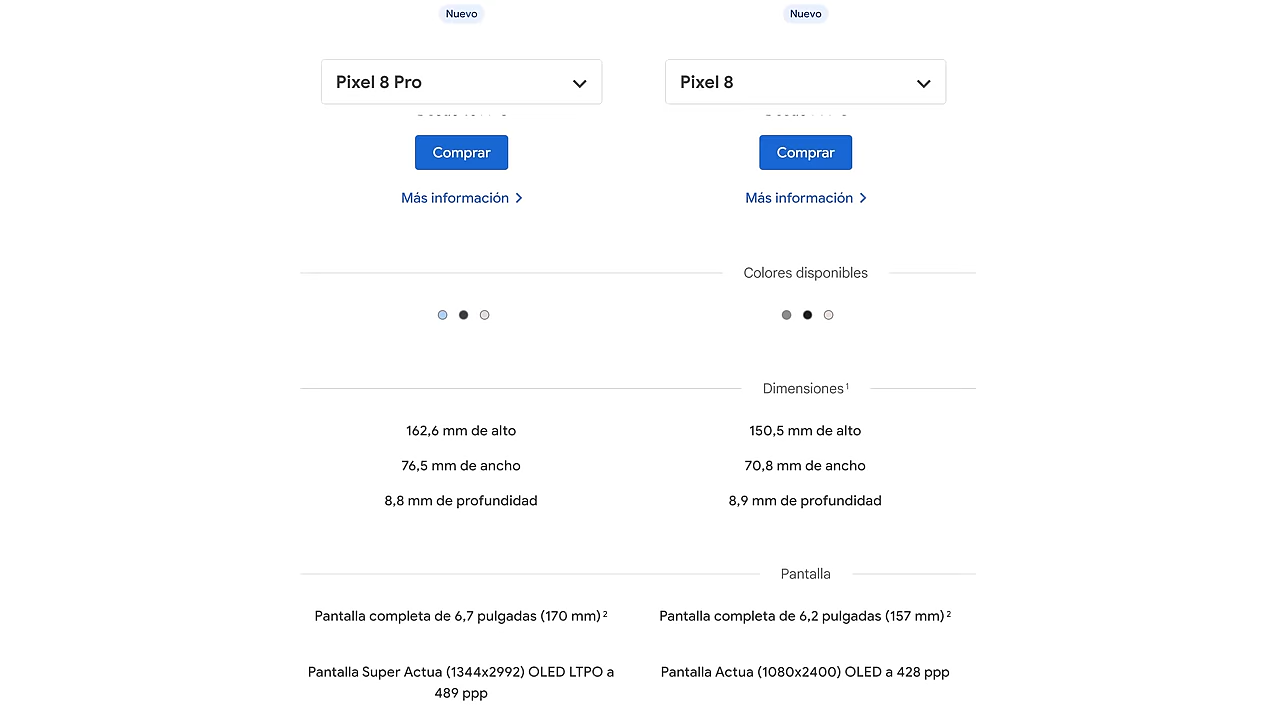 Nuevo
Nuevo
Pixel 8 Pro
Pixel 8
Comprar
Comprar
Más información
Más información
Colores disponibles
Dimensiones¹
162,6 mm de alto
150,5 mm de alto
76,5 mm de ancho
70,8 mm de ancho
8,8 mm de profundidad
8,9 mm de profundidad
Pantalla
Pantalla completa de 6,7 pulgadas (170 mm)²
Pantalla completa de 6,2 pulgadas (157 mm)²
Pantalla Super Actua (1344x2992) OLED LTPO a
489 ppp
Pantalla Actua (1080x2400) OLED a 428 ppp